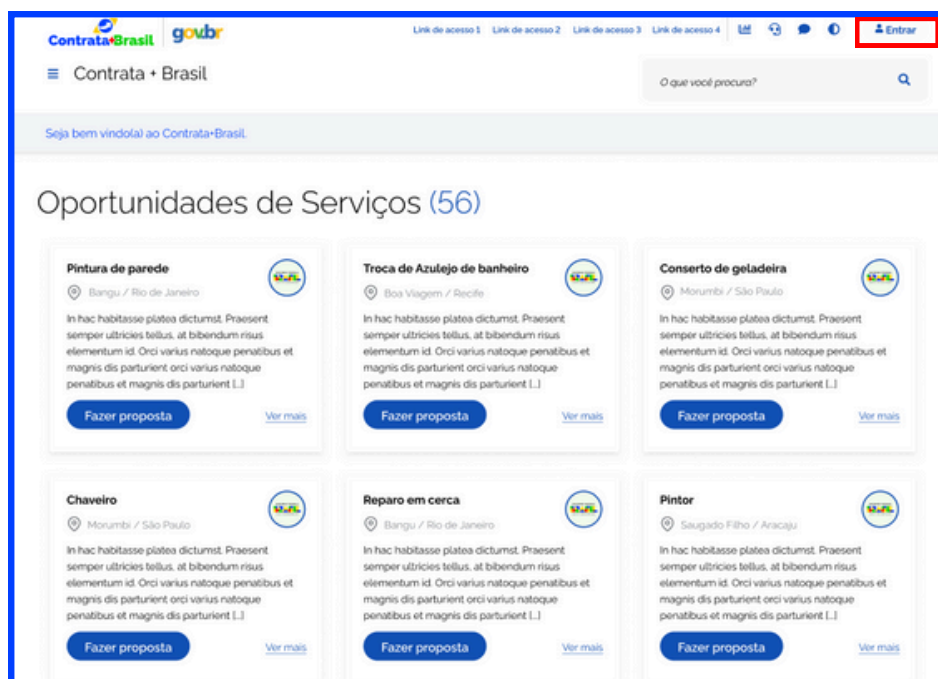 Contrata+Brasil gov.br Link de acesso 1 Link de acesso 2 Link de acesso 3 Link de acesso 4 Entrar
Contrata + Brasil
O que você procura?
Seja bem vindo(a) ao Contrata+Brasil.
Oportunidades de Serviços (56)
Pintura de parede
Bangu / Rio de Janeiro
In hac habitasse platea dictumst. Praesent
semper ultricies tellus, at bibendum risus
elementum id. Orci varius natoque penatibus et
magnis dis parturient orci varius natoque
penatibus et magnis dis parturient [...]
Fazer proposta Ver mais
Troca de Azulejo de banheiro
Boa Viagem / Recife
In hac habitasse platea dictumst. Praesent
semper ultricies tellus, at bibendum risus
elementum id. Orci varius natoque penatibus et
magnis dis parturient orci varius natoque
penatibus et magnis dis parturient [...]
Fazer proposta Ver mais
Conserto de geladeira
Morumbi / São Paulo
In hac habitasse platea dictumst. Praesent
semper ultricies tellus, at bibendum risus
elementum id. Orci varius natoque penatibus et
magnis dis parturient orci varius natoque
penatibus et magnis dis parturient [...]
Fazer proposta Ver mais
Chaveiro
Morumbi / São Paulo
In hac habitasse platea dictumst. Praesent
semper ultricies tellus, at bibendum risus
elementum id. Orci varius natoque penatibus et
magnis dis parturient orci varius natoque
penatibus et magnis dis parturient [...]
Fazer proposta Ver mais
Reparo em cerca
Bangu / Rio de Janeiro
In hac habitasse platea dictumst. Praesent
semper ultricies tellus, at bibendum risus
elementum id. Orci varius natoque penatibus et
magnis dis parturient orci varius natoque
penatibus et magnis dis parturient [...]
Fazer proposta Ver mais
Pintor
Saugado Filho / Aracaju
In hac habitasse platea dictumst. Praesent
semper ultricies tellus, at bibendum risus
elementum id. Orci varius natoque penatibus et
magnis dis parturient orci varius natoque
penatibus et magnis dis parturient [...]
Fazer proposta Ver mais